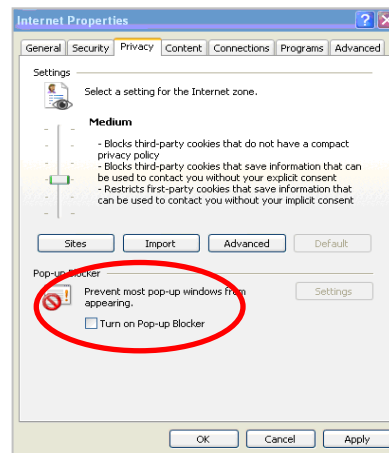 Internet Properties
General Security Privacy Content Connections Programs Advanced
Settings
Select a setting for the Internet zone.
Medium
- Blocks third-party cookies that do not have a compact
privacy policy
- Blocks third-party cookies that save information that can
be used to contact you without your explicit consent
- Restricts first-party cookies that save information that
can be used to contact you without your implicit consent
Sites Import Advanced Default
Pop-up Blocker
Prevent most pop-up windows from
appearing.
Settings
Turn on Pop-up Blocker
OK Cancel Apply